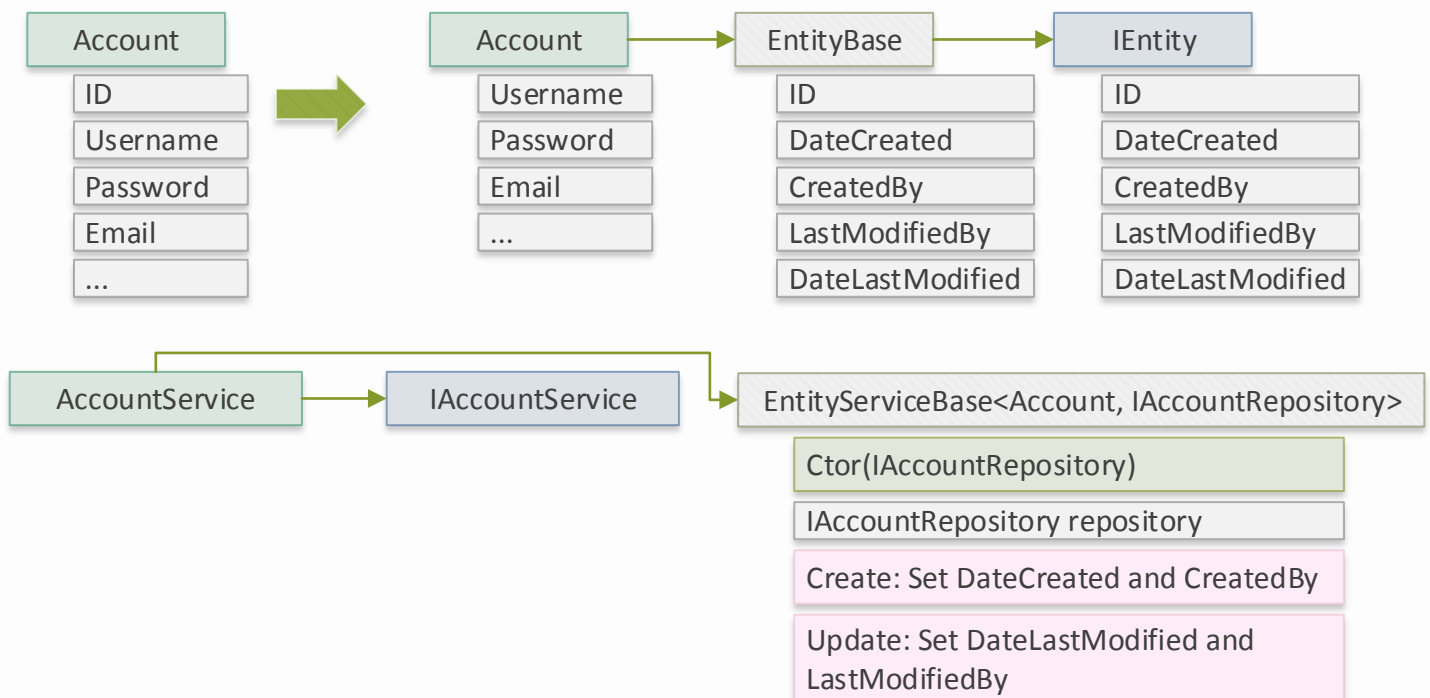 Account
ID
Username
Password
Email
...
Account
Username
Password
Email
...
EntityBase
ID
DateCreated
CreatedBy
LastModifiedBy
DateLastModified
IEntity
ID
DateCreated
CreatedBy
LastModifiedBy
DateLastModified
AccountService
IAccountService
EntityServiceBase<Account, IAccountRepository>
Ctor(IAccountRepository)
IAccountRepository repository
Create: Set DateCreated and CreatedBy
Update: Set DateLastModified and
LastModifiedBy